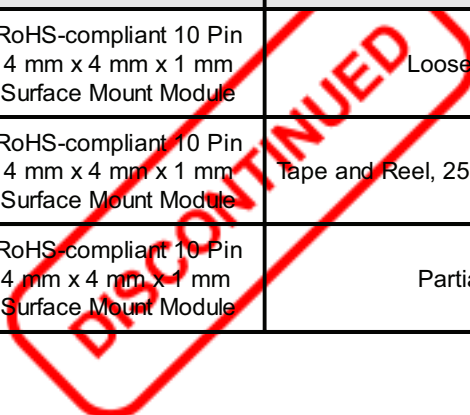 RoHS-compliant 10 Pin
4 mm x 4 mm x 1 mm
Surface Mount Module
Loose
RoHS-compliant 10 Pin
4 mm x 4 mm x 1 mm
Surface Mount Module
Tape and Reel, 25
RoHS-compliant 10 Pin
4 mm x 4 mm x 1 mm
Surface Mount Module
Partia
DISCONTINUED